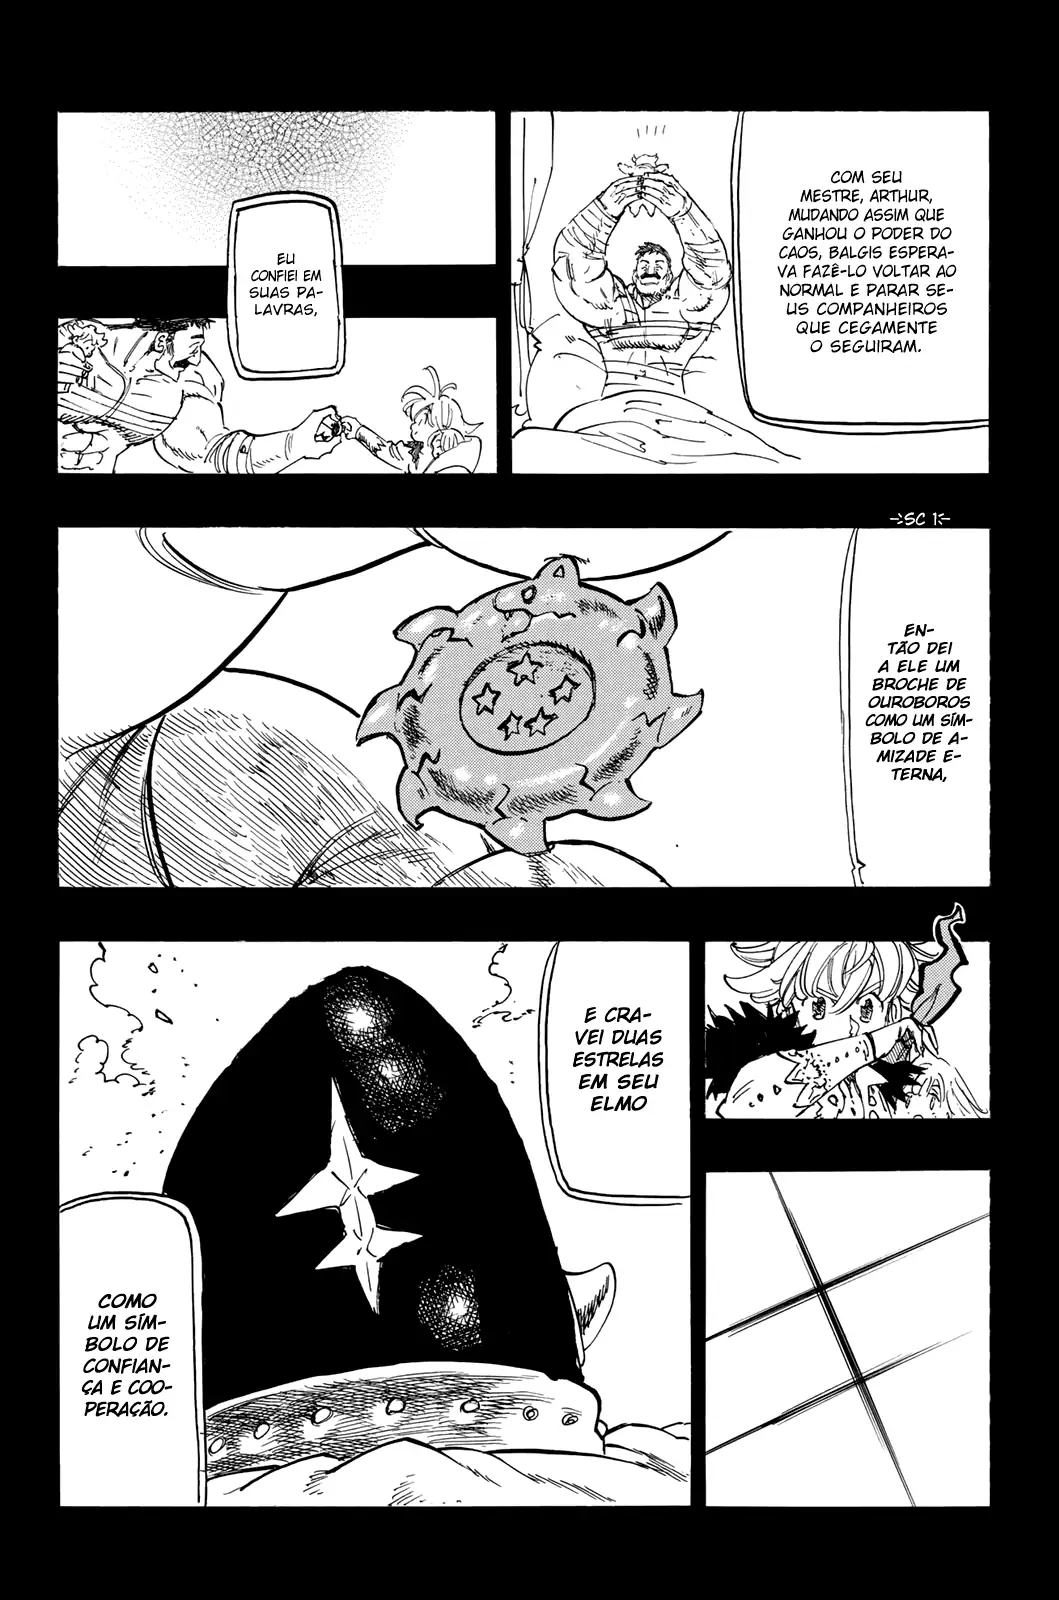 COM SEU
MESTRE, ARTHUR,
MUDANDO ASSIM QUE
GANHOU O PODER DO
CAOS, BALGIS ESPERA-
VA FAZÊ-LO VOLTAR AO
NORMAL E PARAR SE-
US COMPANHEIROS
QUE CEGAMENTE
O SEGUIRAM.
EU
CONFIEI EM
SUAS PA-
LAVRAS,
SC 1
EN-
TÃO DEI
A ELE UM
BROCHE DE
OUROBOROS
COMO UM SÍM-
BOLO DE A-
MIZADE E-
TERNA,
E CRA-
VEI DUAS
ESTRELAS
EM SEU
ELMO
COMO
UM SÍM-
BOLO DE
CONFIAN-
ÇA E COO-
PERAÇÃO.